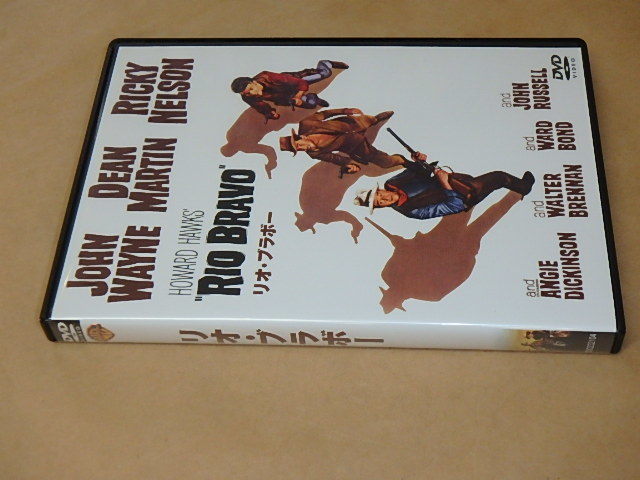 JOHN
WAYNE
DEAN
MARTIN
RICKY
NELSON
HOWARD HAWKS'
"RIO BRAVO"
リオ・ブラボー
and
ANGIE
DICKINSON
and
WALTER
BRENNAN
and
WARD
BOND
and
JOHN
RUSSELL
DVD
VIDEO
DVD
リオ・ブラボー